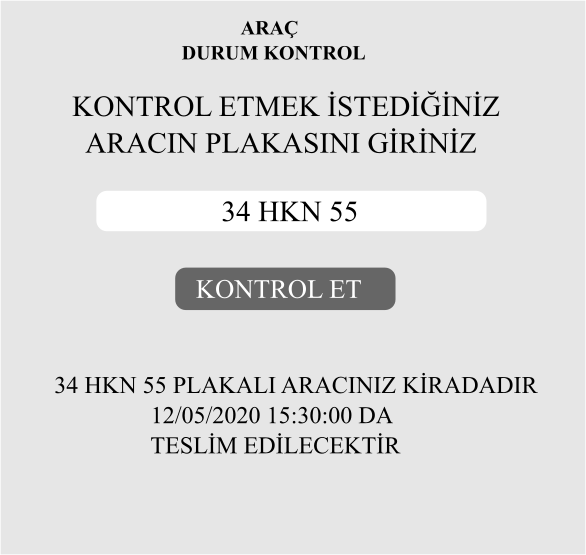 ARAÇ
DURUM KONTROL
KONTROL ETMEK İSTEDİĞİNİZ
ARACIN PLAKASINI GİRİNİZ
34 HKN 55
KONTROL ET
34 HKN 55 PLAKALI ARACINIZ KİRADADIR
12/05/2020 15:30:00 DA
TESLİM EDİLECEKTİR